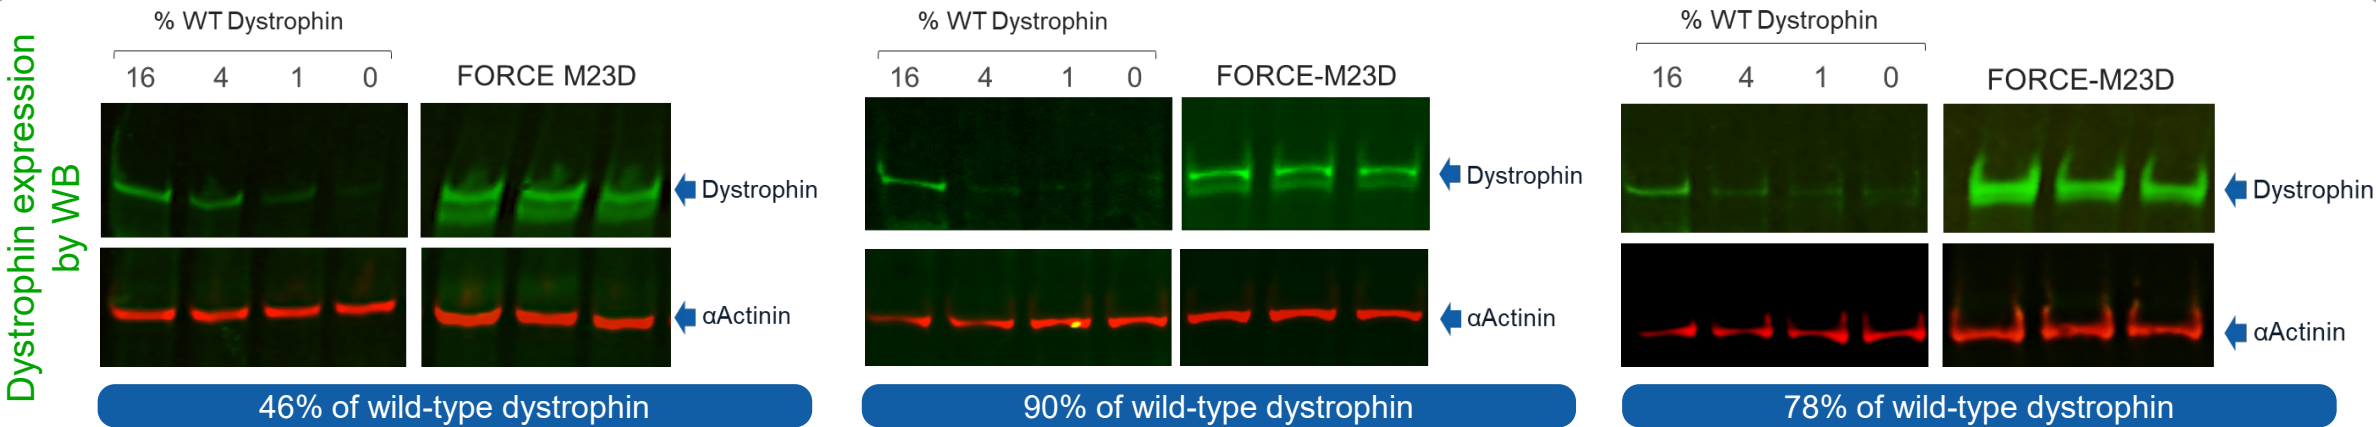 Dystrophin expression
by WB
% WT Dystrophin
16 4 1 0
FORCE M23D
Dystrophin
αActinin
46% of wild-type dystrophin
% WT Dystrophin
16 4 1 0
FORCE-M23D
Dystrophin
αActinin
90% of wild-type dystrophin
% WT Dystrophin
16 4 1 0
FORCE-M23D
Dystrophin
αActinin
78% of wild-type dystrophin